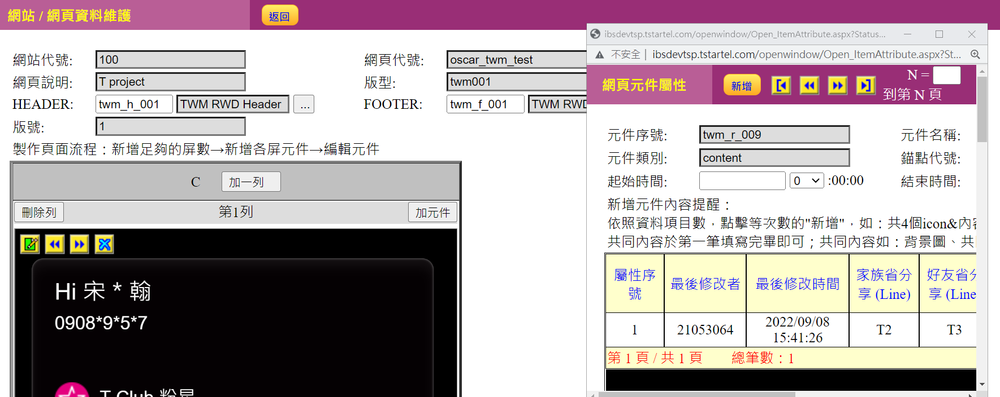 網站 / 網頁資料維護
返回
網站代號: 100 網頁代號: oscar_twm_test
網頁說明: T project 版型: twm001
HEADER: twm_h_001 TWM RWD Header ... FOOTER: twm_f_001 TWM RWD
版號: 1
製作頁面流程：新增足夠的屏數→新增各屏元件→編輯元件
C 加一列
刪除列 第1列 加元件
Hi 宋 * 翰
0908*9*5*7
T Club 粉星
ibsdevtsp.tstartel.com/openwindow/Open_ItemAttribute.aspx?Status...
不安全 | ibsdevtsp.tstartel.com/openwindow/Open_ItemAttribute.aspx?St...
網頁元件屬性 新增 N =
到第 N 頁
元件序號: twm_r_009 元件名稱:
元件類別: content 錨點代號:
起始時間: 0 :00:00 結束時間:
新增元件內容提醒：
依照資料項目數，點擊等次數的"新增"，如：共4個icon&內容
共同內容於第一筆填寫完畢即可；共同內容如：背景圖、共
屬性序號 最後修改者 最後修改時間 家族省分享 (Line) 好友省分享 (Line
1 21053064 2022/09/08 15:41:26 T2 T3
第 1 頁 / 共 1 頁 總筆數：1